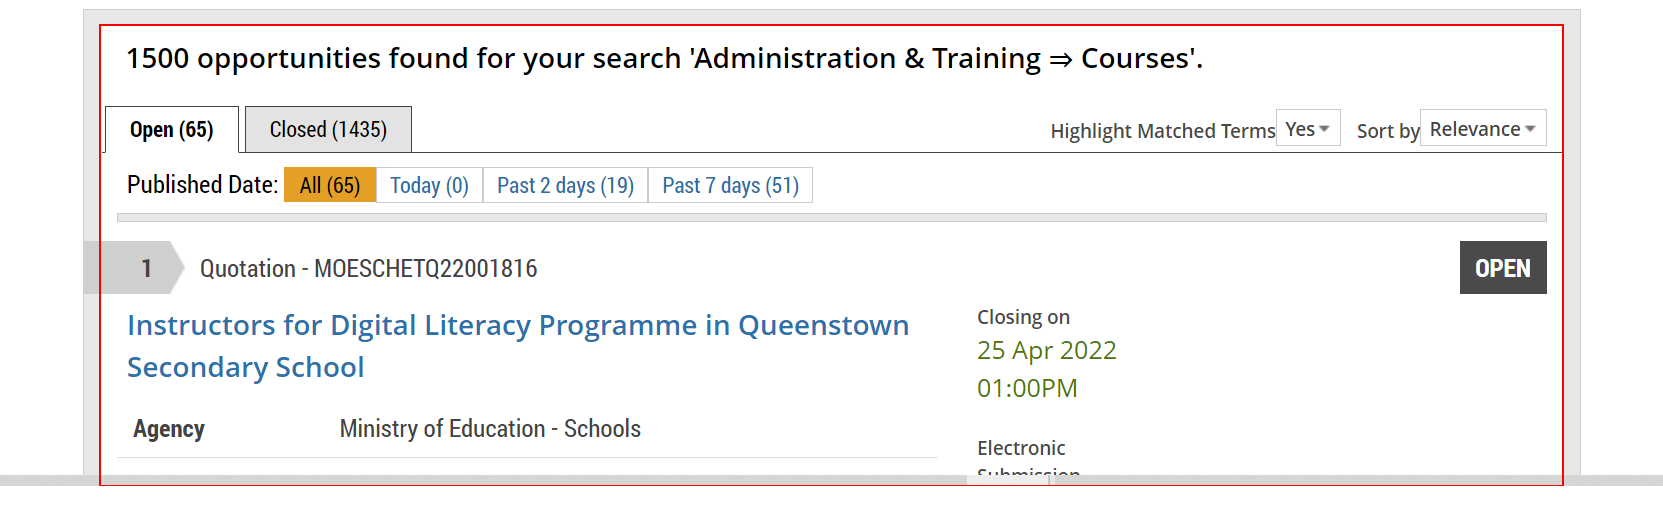 1500 opportunities found for your search 'Administration & Training ⇒ Courses'.
Open (65) Closed (1435) Highlight Matched Terms Yes Sort by Relevance
Published Date: All (65) Today (0) Past 2 days (19) Past 7 days (51)
1 Quotation - MOESCHETQ22001816 OPEN
Instructors for Digital Literacy Programme in Queenstown
Secondary School
Closing on
25 Apr 2022
01:00PM
Agency Ministry of Education - Schools
Electronic
Submission